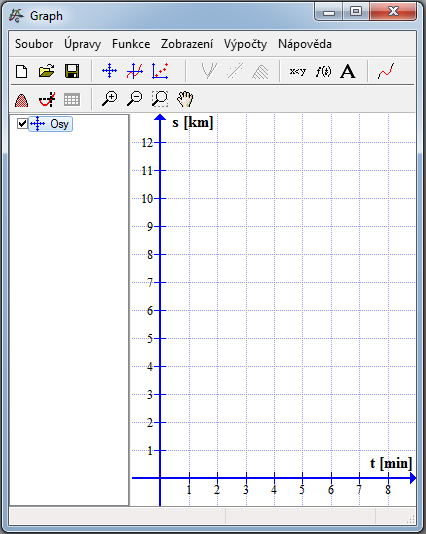 Graph
Soubor Úpravy Funkce Zobrazení Výpočty Nápověda
x<y f(x) A
Osy
s [km]
12
11
10
9
8
7
6
5
4
3
2
1
t [min]
1 2 3 4 5 6 7 8